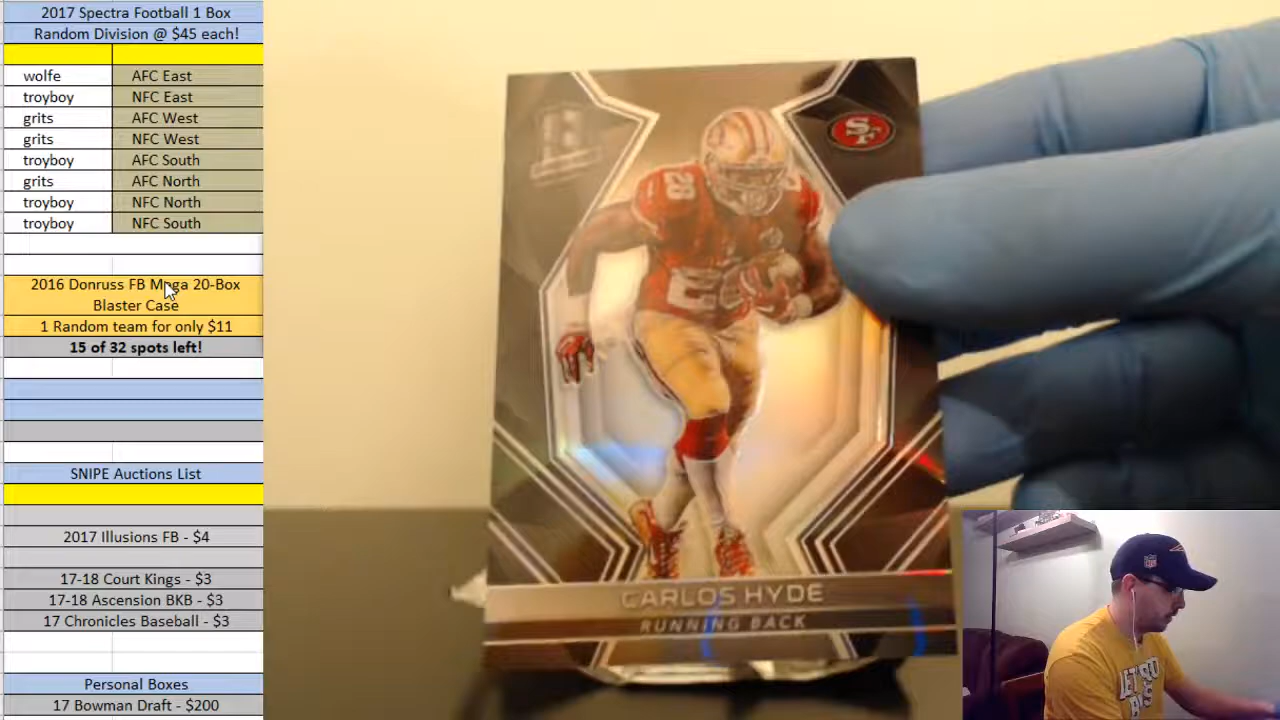 2017 Spectra Football 1 Box
Random Division @ $45 each!
wolfe AFC East
troyboy NFC East
grits AFC West
grits NFC West
troyboy AFC South
grits AFC North
troyboy NFC North
troyboy NFC South
2016 Donruss FB Mega 20-Box
Blaster Case
1 Random team for only $11
15 of 32 spots left!
SNIPE Auctions List
2017 Illusions FB - $4
17-18 Court Kings - $3
17-18 Ascension BKB - $3
17 Chronicles Baseball - $3
Personal Boxes
17 Bowman Draft - $200
SF
28
CARLOS HYDE
RUNNING BACK
NFL